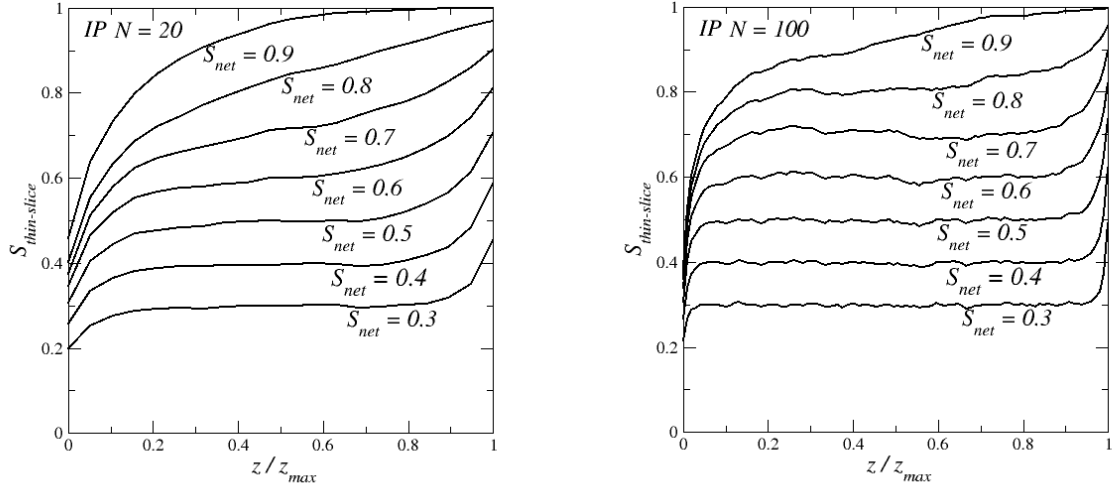 IP N = 20
S_net = 0.9
S_net = 0.8
S_net = 0.7
S_net = 0.6
S_net = 0.5
S_net = 0.4
S_net = 0.3
1
0.8
0.6
0.4
0.2
0
0
0.2
0.4
0.6
0.8
1
S_thin-slice
z / z_max
IP N = 100
S_net = 0.9
S_net = 0.8
S_net = 0.7
S_net = 0.6
S_net = 0.5
S_net = 0.4
S_net = 0.3
1
0.8
0.6
0.4
0.2
0
0
0.2
0.4
0.6
0.8
1
S_thin-slice
z / z_max